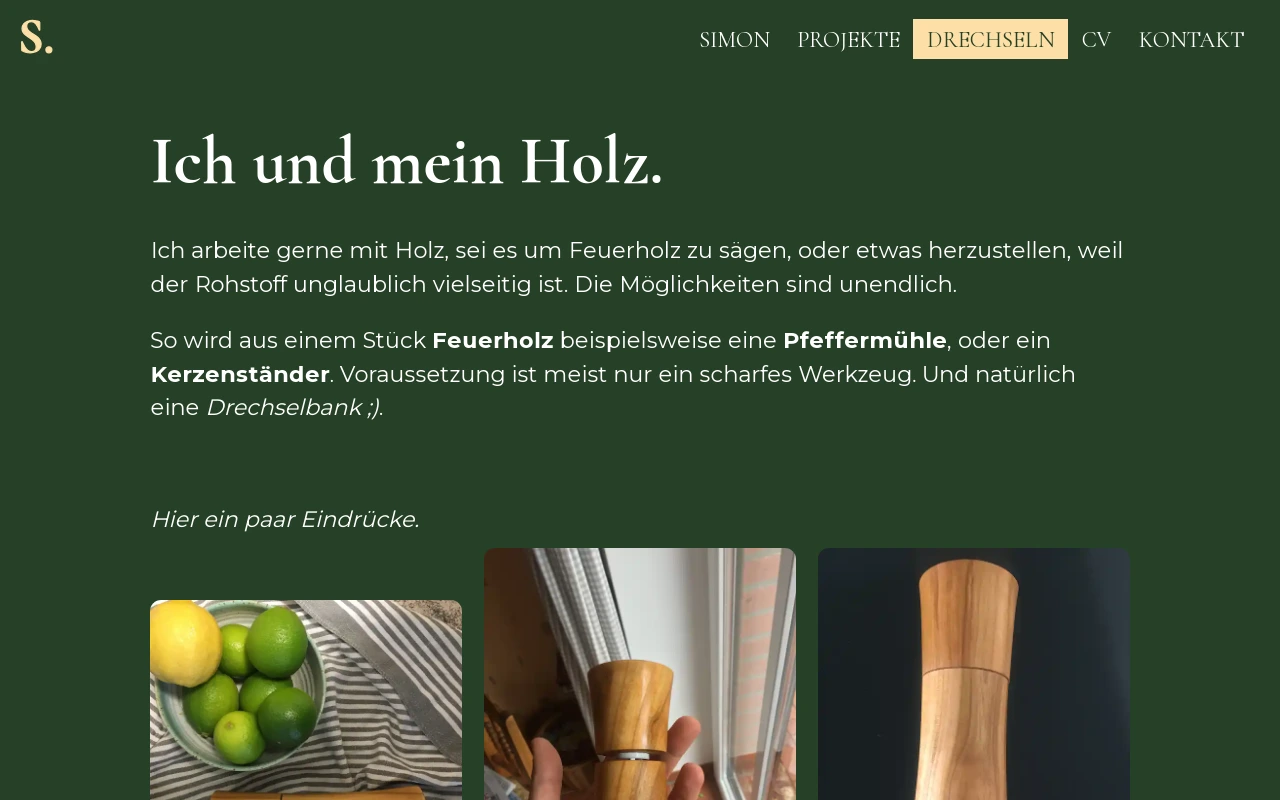 S.
SIMON PROJEKTE DRECHSELN CV KONTAKT
Ich und mein Holz.
Ich arbeite gerne mit Holz, sei es um Feuerholz zu sägen, oder etwas herzustellen, weil
der Rohstoff unglaublich vielseitig ist. Die Möglichkeiten sind unendlich.
So wird aus einem Stück Feuerholz beispielsweise eine Pfeffermühle, oder ein
Kerzenständer. Voraussetzung ist meist nur ein scharfes Werkzeug. Und natürlich
eine Drechselbank ;).
Hier ein paar Eindrücke.